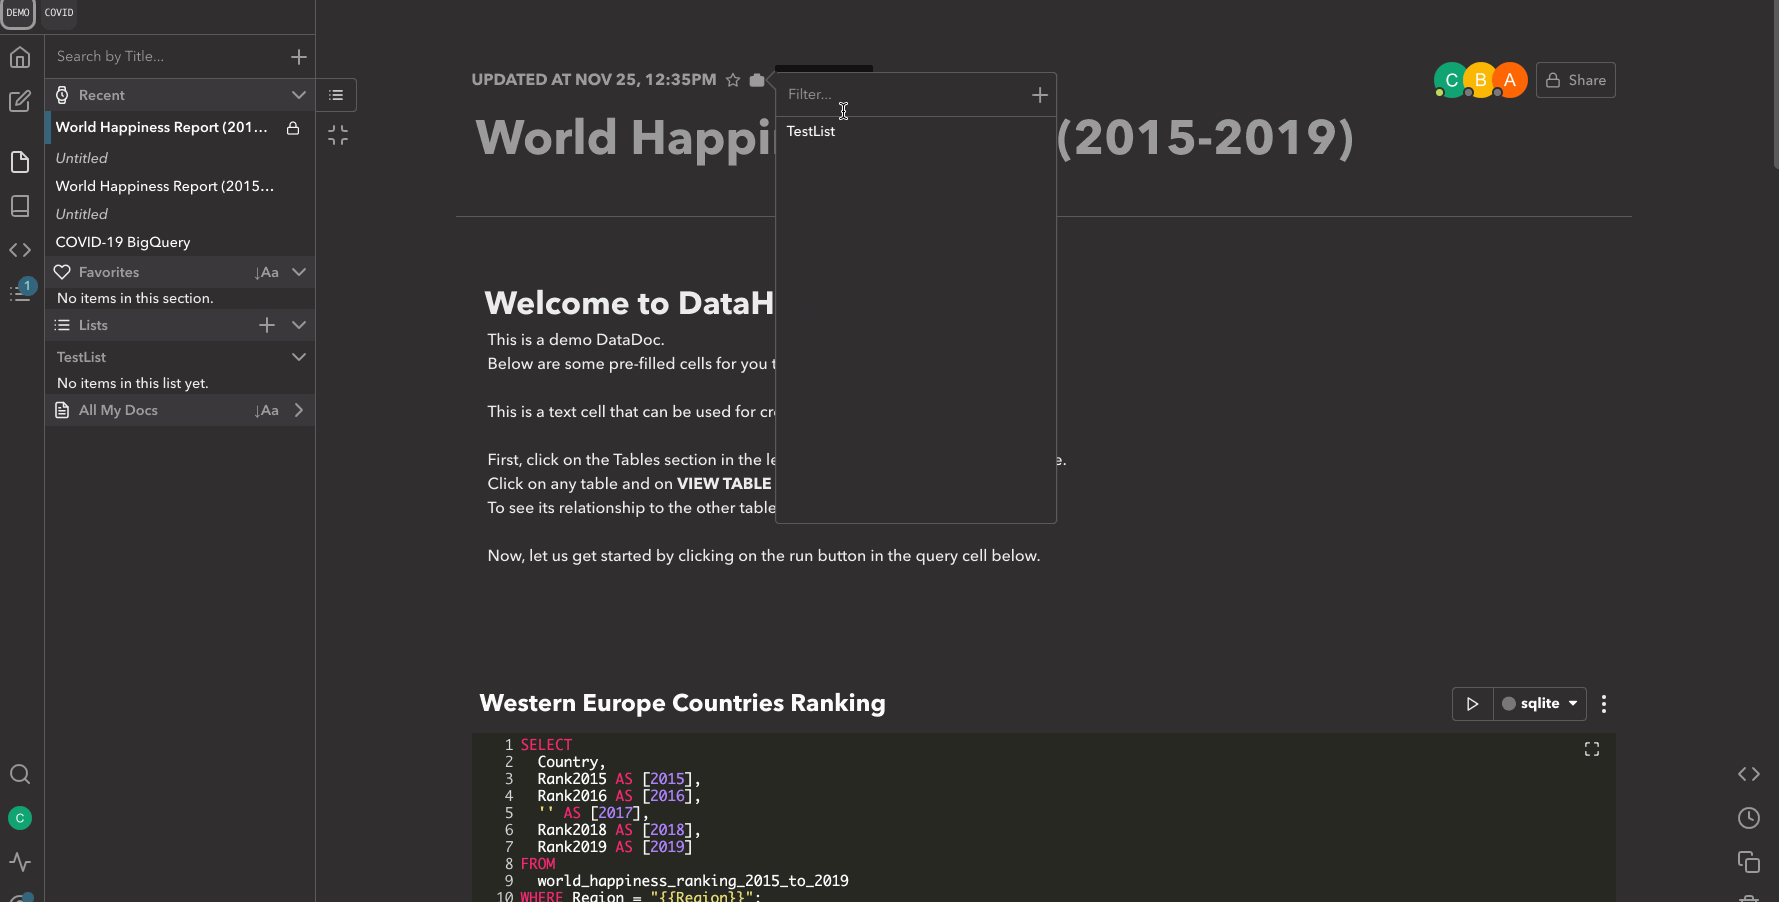 DEMO COVID
Search by Title...
Recent
World Happiness Report (201...
Untitled
World Happiness Report (2015...
Untitled
COVID-19 BigQuery
Favorites
↓Aa
No items in this section.
1
Lists
TestList
No items in this list yet.
All My Docs
↓Aa
C
UPDATED AT NOV 25, 12:35PM
C B A
Share
Filter...
TestList
World Happi
(2015-2019)
Welcome to DataH
This is a demo DataDoc.
Below are some pre-filled cells for you t
This is a text cell that can be used for cr
First, click on the Tables section in the le
e.
Click on any table and on VIEW TABLE
To see its relationship to the other table
Now, let us get started by clicking on the run button in the query cell below.
Western Europe Countries Ranking
sqlite
1 SELECT
2 Country,
3 Rank2015 AS [2015],
4 Rank2016 AS [2016],
5 '' AS [2017],
6 Rank2018 AS [2018],
7 Rank2019 AS [2019]
8 FROM
9 world_happiness_ranking_2015_to_2019
10 WHERE Region = "{{Region}}";